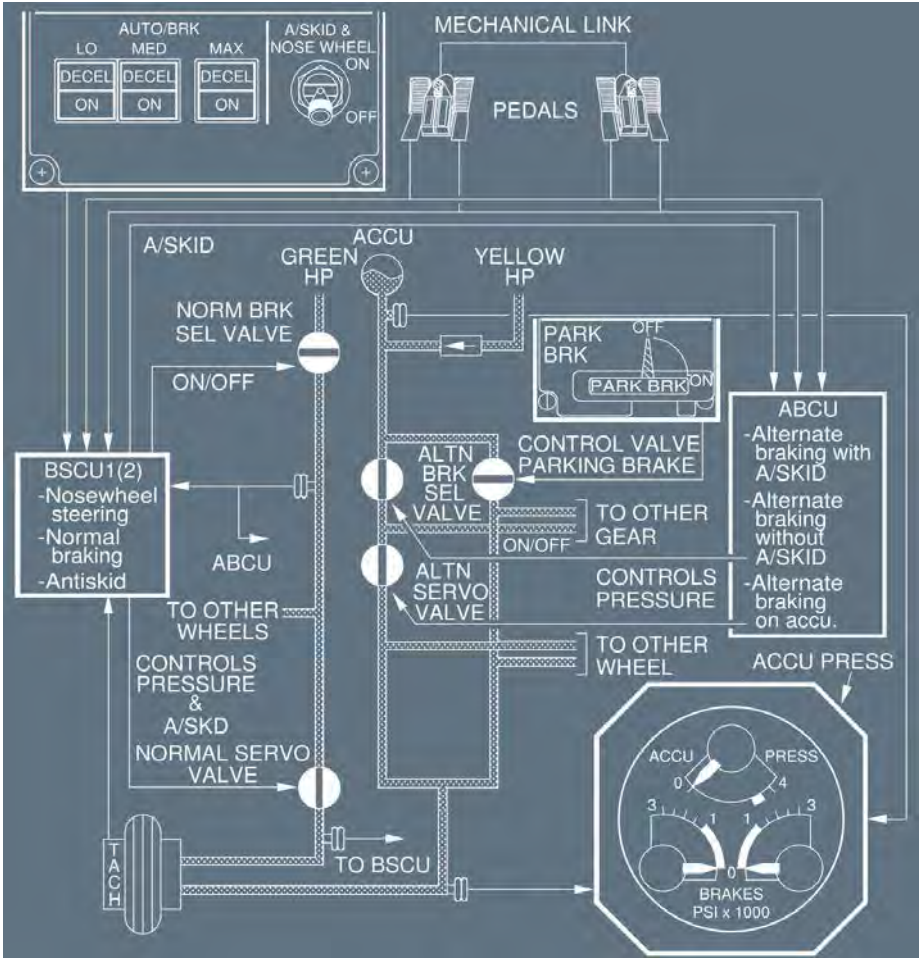 AUTO/BRK
LO MED MAX
DECEL DECEL DECEL
ON ON ON
A/SKID &
NOSE WHEEL
ON
OFF
MECHANICAL LINK
PEDALS
A/SKID
GREEN
HP
ACCU
YELLOW
HP
NORM BRK
SEL VALVE
ON/OFF
PARK
BRK
OFF
PARK BRK
ON
BSCU1(2)
-Nosewheel
steering
-Normal
braking
-Antiskid
ABCU
ALTN
BRK
SEL
VALVE
CONTROL VALVE
PARKING BRAKE
TO OTHER
GEAR
ON/OFF
ALTN
SERVO
VALVE
CONTROLS
PRESSURE
ABCU
-Alternate
braking with
A/SKID
-Alternate
braking
without
A/SKID
-Alternate
braking
on accu.
TO OTHER
WHEELS
TO OTHER
WHEEL
CONTROLS
PRESSURE
&
A/SKD
NORMAL SERVO
VALVE
TACH
TO BSCU
ACCU PRESS
ACCU PRESS
0 4
3 1 1 3
0
BRAKES
PSI x 1000